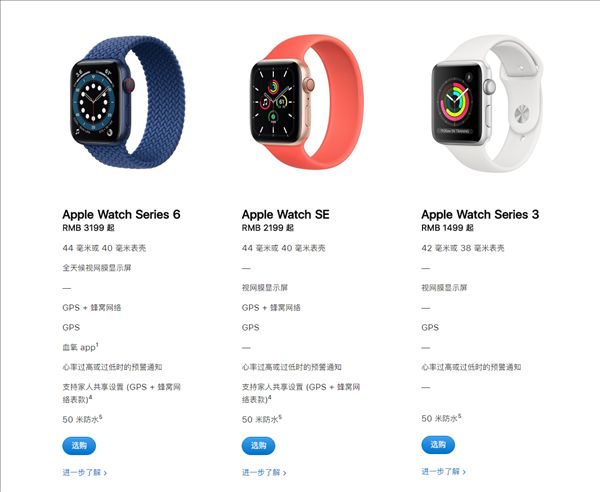 Apple Watch Series 6
RMB 3199 起
44 毫米或 40 毫米表壳
全天候视网膜显示屏
—
GPS + 蜂窝网络
GPS
血氧 app1
心率过高或过低时的预警通知
支持家人共享设置 (GPS + 蜂窝网
络表款)4
50 米防水5
选购
进一步了解 >
Apple Watch SE
RMB 2199 起
44 毫米或 40 毫米表壳
—
视网膜显示屏
GPS + 蜂窝网络
GPS
—
心率过高或过低时的预警通知
支持家人共享设置 (GPS + 蜂窝网
络表款)4
50 米防水5
选购
进一步了解 >
Apple Watch Series 3
RMB 1499 起
42 毫米或 38 毫米表壳
—
视网膜显示屏
—
GPS
—
心率过高或过低时的预警通知
—
50 米防水5
选购
进一步了解 >